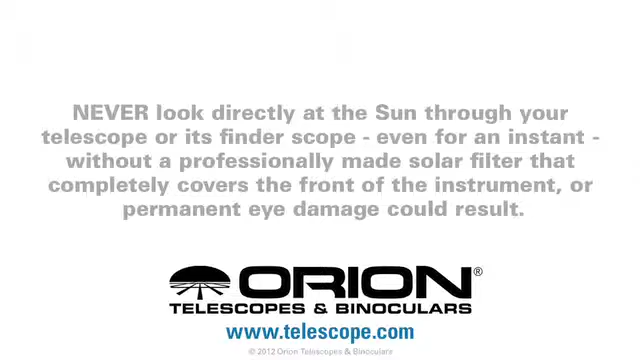 NEVER look directly at the Sun through your
telescope or its finder scope - even for an instant -
without a professionally made solar filter that
completely covers the front of the instrument, or
permanent eye damage could result.
ORION®
TELESCOPES & BINOCULARS
www.telescope.com
© 2012 Orion Telescopes & Binoculars